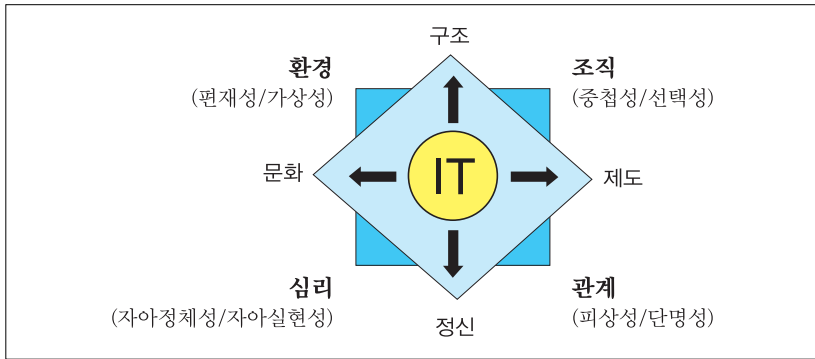 구조
환경
(편재성/가상성)
조직
(중첩성/선택성)
문화
IT
제도
심리
(자아정체성/자아실현성)
정신
관계
(피상성/단명성)